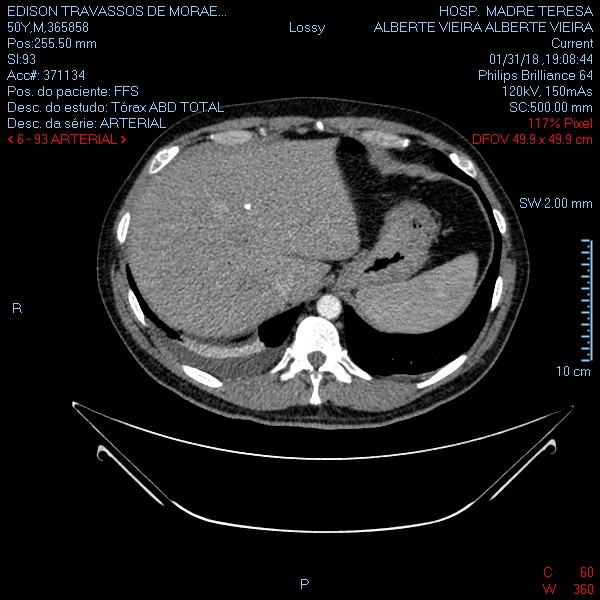 EDISON TRAVASSOS DE MORAE...
50Y,M,365858
Pos:255.50 mm
SI:93
Acc#: 371134
Pos. do paciente: FFS
Desc. do estudo: Tórax ABD TOTAL
Desc. da série: ARTERIAL
< 6 - 93 ARTERIAL >
Lossy
HOSP. MADRE TERESA
ALBERTE VIEIRA ALBERTE VIEIRA
Current
01/31/18 ,19:08:44
Philips Brilliance 64
120kV, 150mAs
SC:500.00 mm
117% Pixel
DFOV 49.9 x 49.9 cm
SW 2.00 mm
R
10 cm
P
C 60
W 360